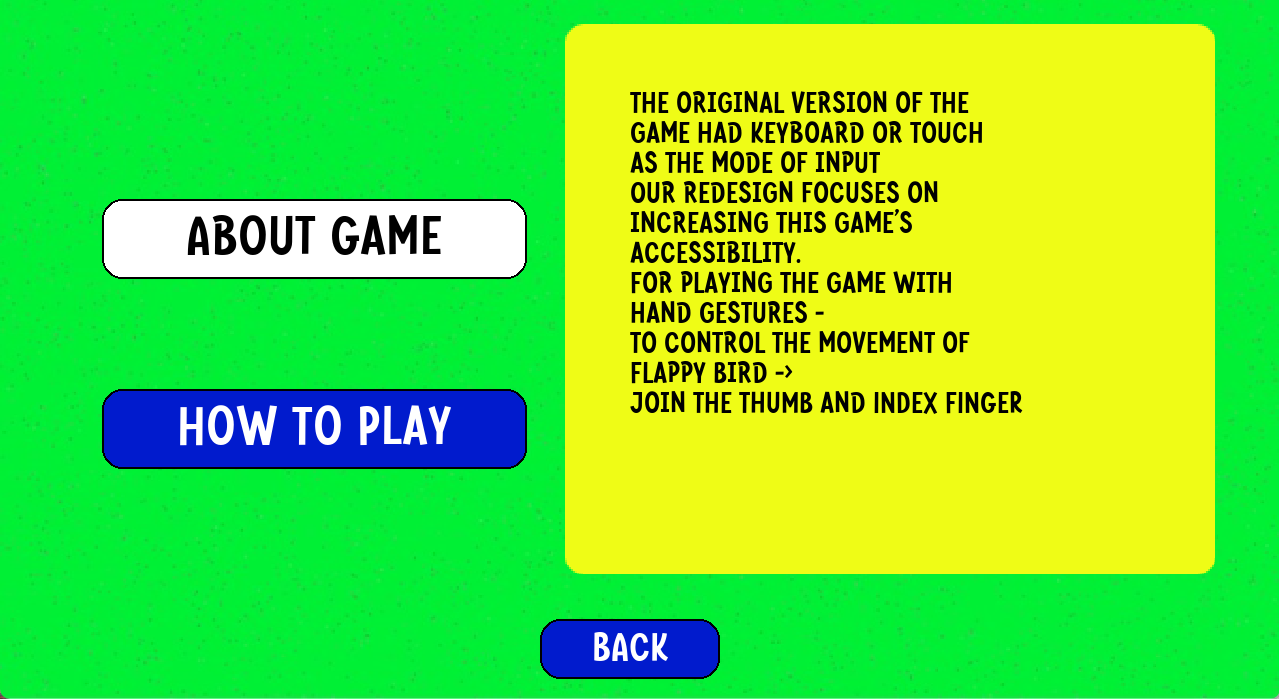 ABOUT GAME
HOW TO PLAY
THE ORIGINAL VERSION OF THE
GAME HAD KEYBOARD OR TOUCH
AS THE MODE OF INPUT
OUR REDESIGN FOCUSES ON
INCREASING THIS GAME'S
ACCESSIBILITY.
FOR PLAYING THE GAME WITH
HAND GESTURES -
TO CONTROL THE MOVEMENT OF
FLAPPY BIRD ->
JOIN THE THUMB AND INDEX FINGER
BACK